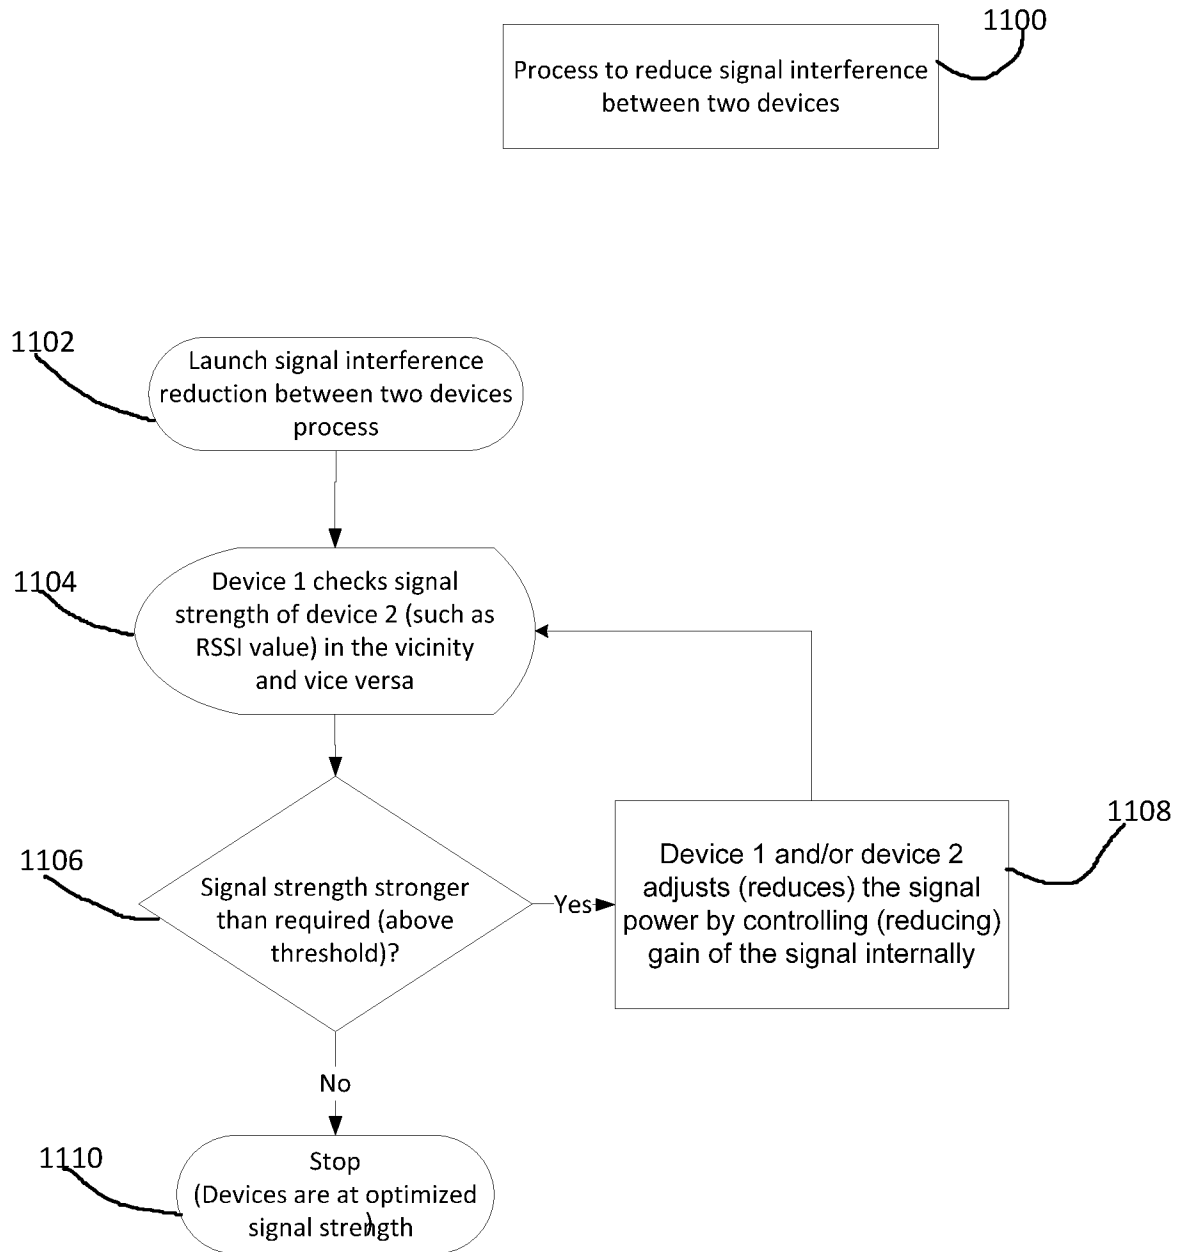 1100
Process to reduce signal interference
between two devices
1102
Launch signal interference
reduction between two devices
process
1104
Device 1 checks signal
strength of device 2 (such as
RSSI value) in the vicinity
and vice versa
1106
Signal strength stronger
than required (above
threshold)?
Yes
1108
Device 1 and/or device 2
adjusts (reduces) the signal
power by controlling (reducing)
gain of the signal internally
No
1110
Stop
(Devices are at optimized
signal strength)